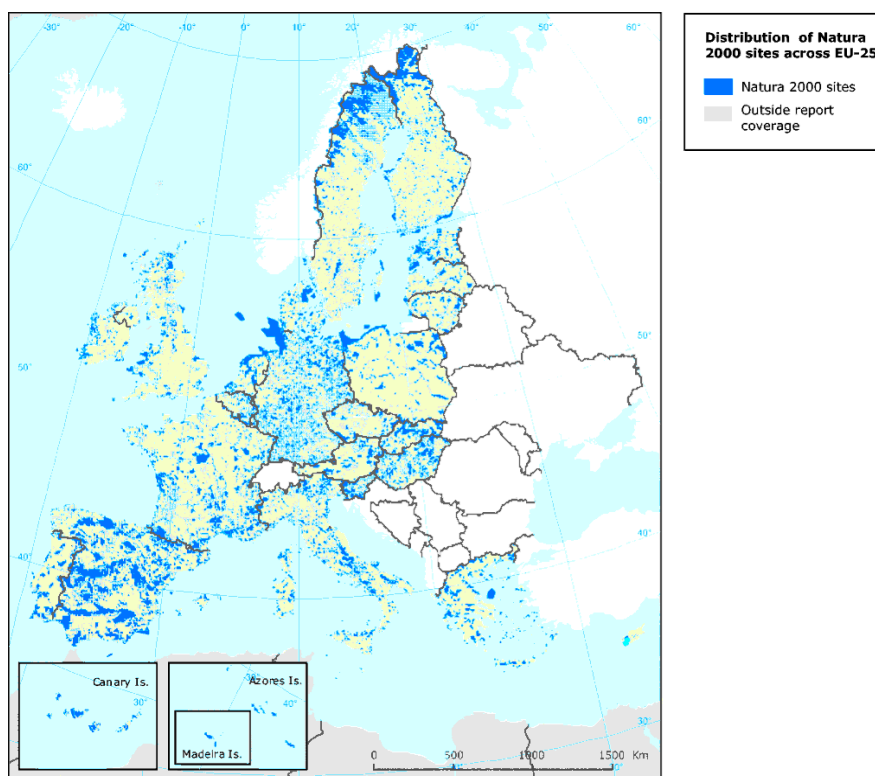 -30° -20° -10° 0° 10° 20° 30° 60°
Distribution of Natura
2000 sites across EU-25
Natura 2000 sites
Outside report
coverage
60°
60°
50°
50°
40°
40°
Canary Is.
30°
Azores Is.
30°
40°
Madeira Is.
30°
0 500 1000 1500 Km